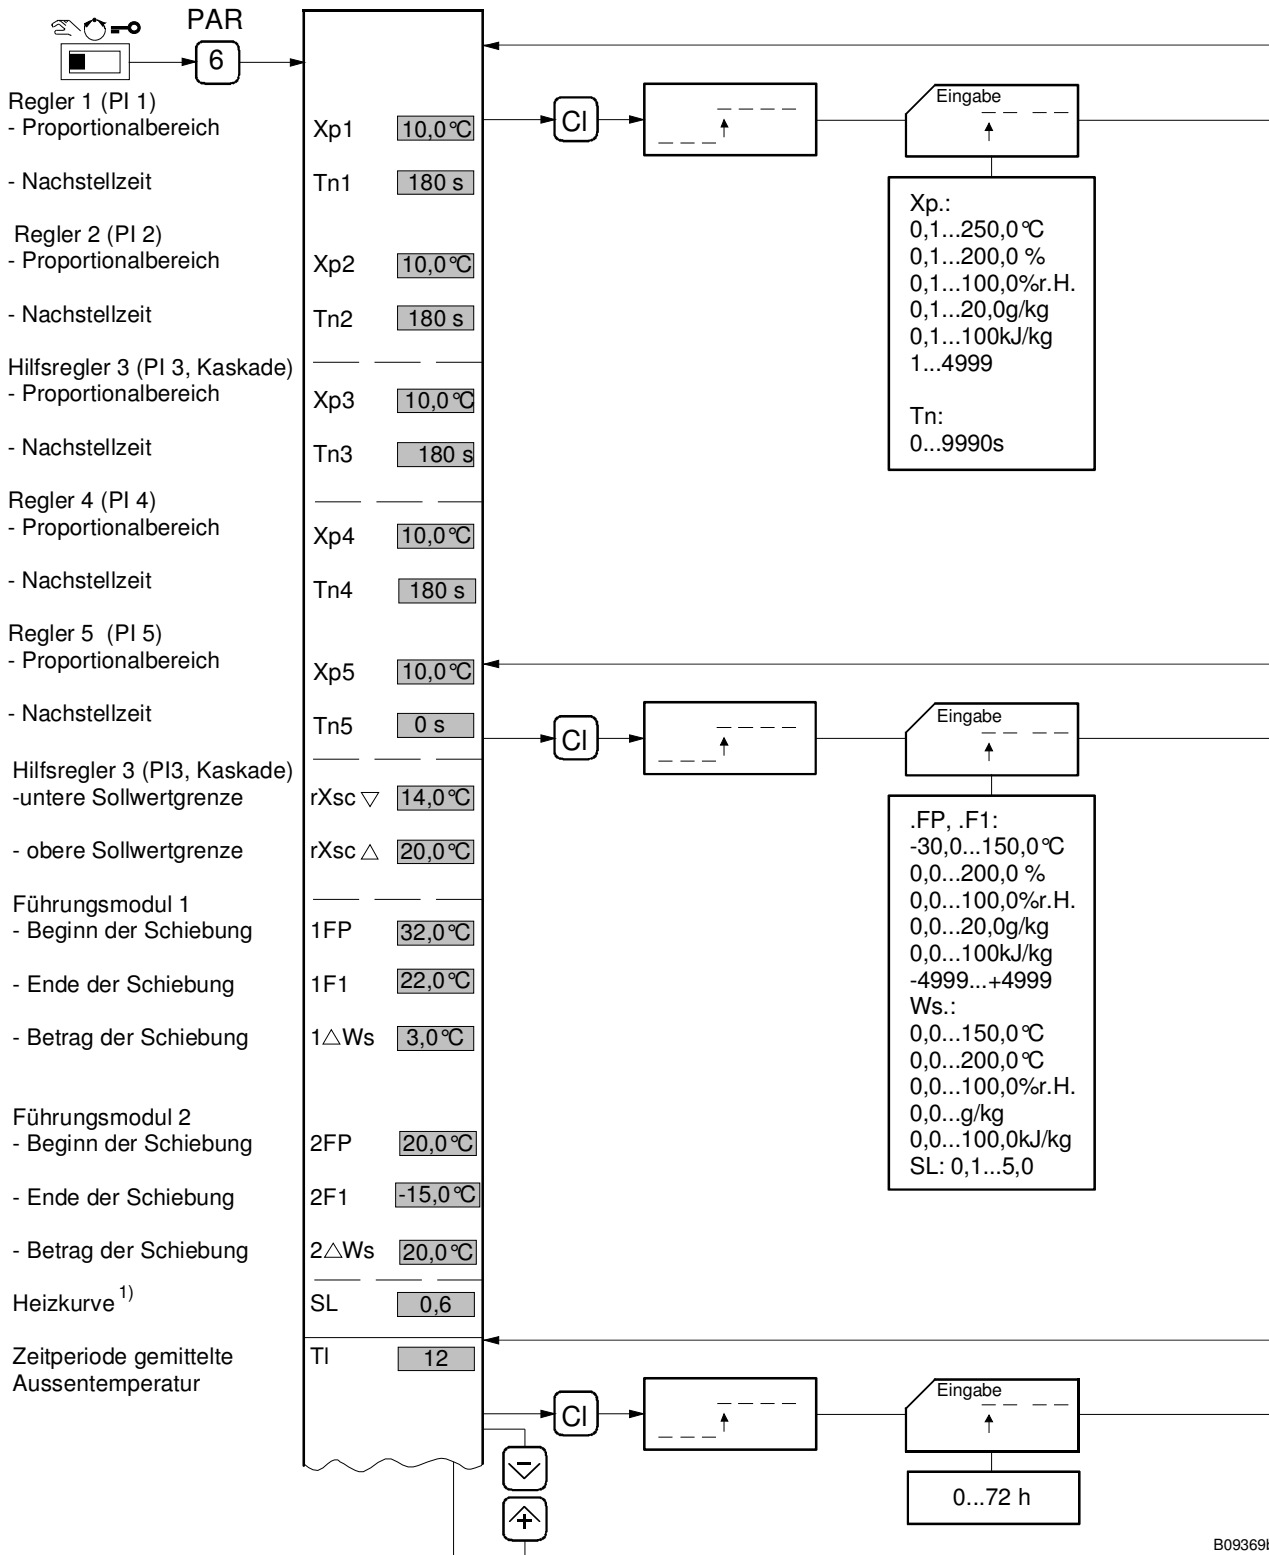 PAR
6
Regler 1 (PI 1)
- Proportionalbereich
Xp1 10,0°C
- Nachstellzeit
Tn1 180 s
Regler 2 (PI 2)
- Proportionalbereich
Xp2 10,0°C
- Nachstellzeit
Tn2 180 s
Hilfsregler 3 (PI 3, Kaskade)
- Proportionalbereich
Xp3 10,0°C
- Nachstellzeit
Tn3 180 s
Regler 4 (PI 4)
- Proportionalbereich
Xp4 10,0°C
- Nachstellzeit
Tn4 180 s
Regler 5 (PI 5)
- Proportionalbereich
Xp5 10,0°C
- Nachstellzeit
Tn5 0 s
Hilfsregler 3 (PI3, Kaskade)
-untere Sollwertgrenze
rXsc ▽ 14,0°C
- obere Sollwertgrenze
rXsc △ 20,0°C
Führungsmodul 1
- Beginn der Schiebung
1FP 32,0°C
- Ende der Schiebung
1F1 22,0°C
- Betrag der Schiebung
1△Ws 3,0°C
Führungsmodul 2
- Beginn der Schiebung
2FP 20,0°C
- Ende der Schiebung
2F1 -15,0°C
- Betrag der Schiebung
2△Ws 20,0°C
Heizkurve 1)
SL 0,6
Zeitperiode gemittelte
Aussentemperatur
TI 12
CI
Eingabe
Xp.:
0,1...250,0°C
0,1...200,0 %
0,1...100,0%r.H.
0,1...20,0g/kg
0,1...100kJ/kg
1...4999
Tn:
0...9990s
CI
Eingabe
.FP, .F1:
-30,0...150,0°C
0,0...200,0 %
0,0...100,0%r.H.
0,0...20,0g/kg
0,0...100kJ/kg
-4999...+4999
Ws.:
0,0...150,0°C
0,0...200,0°C
0,0...100,0%r.H.
0,0...g/kg
0,0...100,0kJ/kg
SL: 0,1...5,0
CI
Eingabe
0...72 h
B09369b